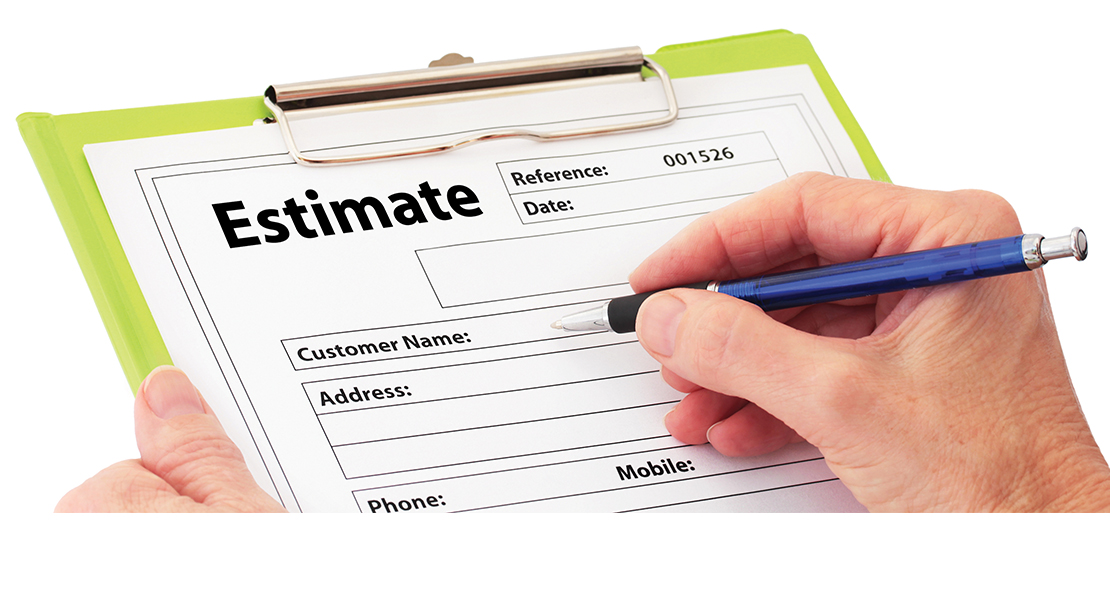 Estimate
Reference: 001526
Date:
Customer Name:
Address:
Phone: Mobile: